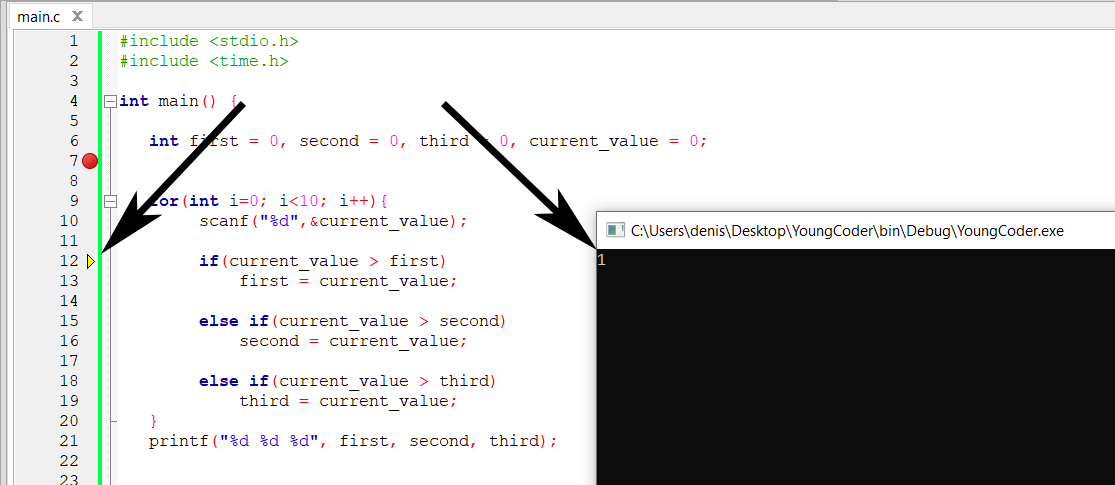 main.c
1 #include <stdio.h>
2 #include <time.h>
3
4 int main() {
5
6 int first = 0, second = 0, third = 0, current_value = 0;
7
8
9 for(int i=0; i<10; i++){
10 scanf("%d",&current_value);
11
12 if(current_value > first)
13 first = current_value;
14
15 else if(current_value > second)
16 second = current_value;
17
18 else if(current_value > third)
19 third = current_value;
20 }
21 printf("%d %d %d", first, second, third);
22
23
C:\Users\denis\Desktop\YoungCoder\bin\Debug\YoungCoder.exe
1